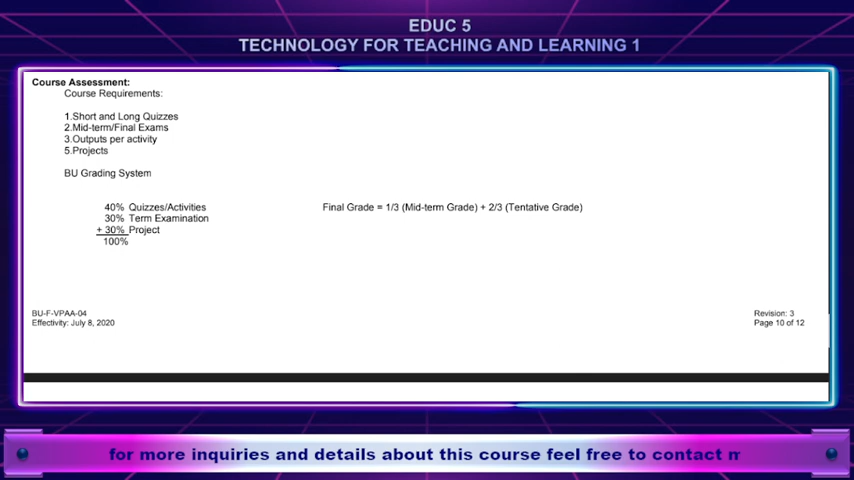 EDUC 5
TECHNOLOGY FOR TEACHING AND LEARNING 1
Course Assessment:
Course Requirements:
1.Short and Long Quizzes
2.Mid-term/Final Exams
3.Outputs per activity
5.Projects
BU Grading System
40% Quizzes/Activities
30% Term Examination
+ 30% Project
100%
Final Grade = 1/3 (Mid-term Grade) + 2/3 (Tentative Grade)
BU-F-VPAA-04
Effectivity: July 8, 2020
Revision: 3
Page 10 of 12
for more inquiries and details about this course feel free to contact